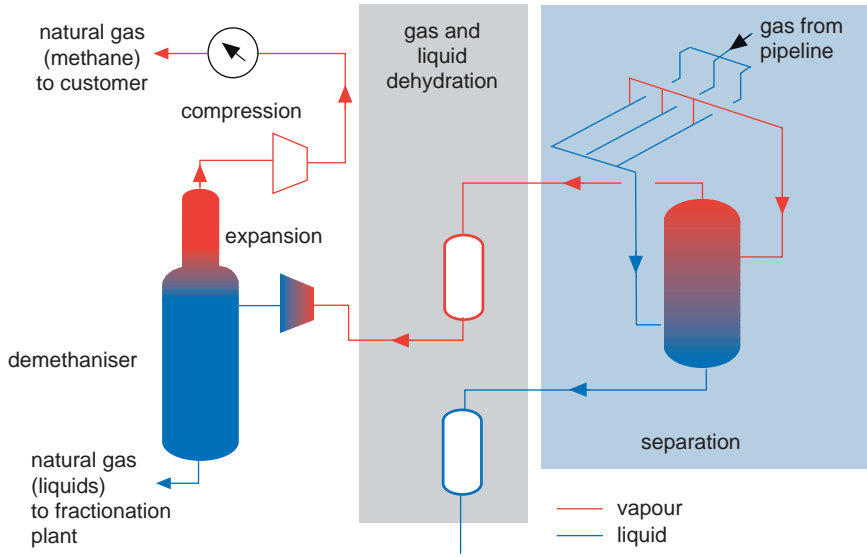 natural gas
(methane)
to customer
compression
gas and
liquid
dehydration
gas from
pipeline
expansion
demethaniser
natural gas
(liquids)
to fractionation
plant
separation
vapour
liquid